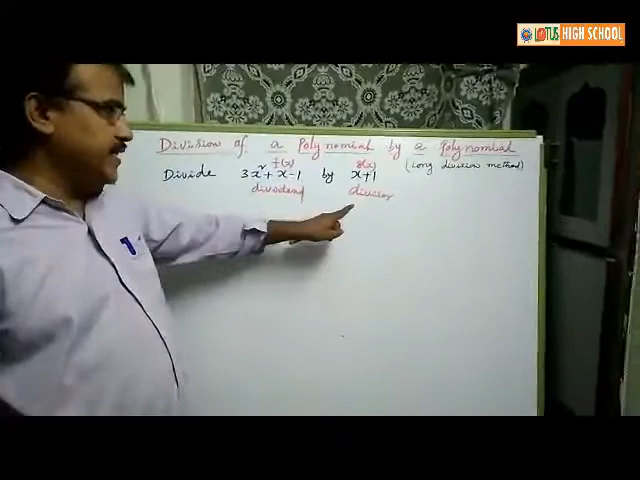 LOTUS HIGH SCHOOL
Division of a Polynomial by a Polynomial
f(x) g(x) (Long division method)
Divide 3x² + x - 1 by x+1
dividend divisor